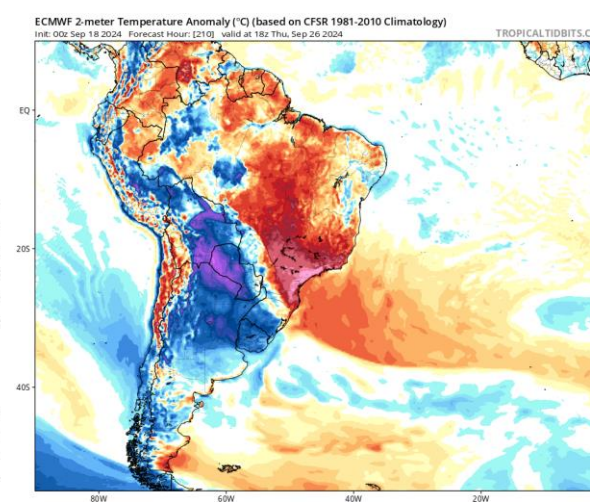 ECMWF 2-meter Temperature Anomaly (°C) (based on CFSR 1981-2010 Climatology)
Init: 00z Sep 18 2024 Forecast Hour: [210] valid at 18z Thu, Sep 26 2024 TROPICALTIDBITS.C
EQ
20S
40S
80W 60W 40W 20W